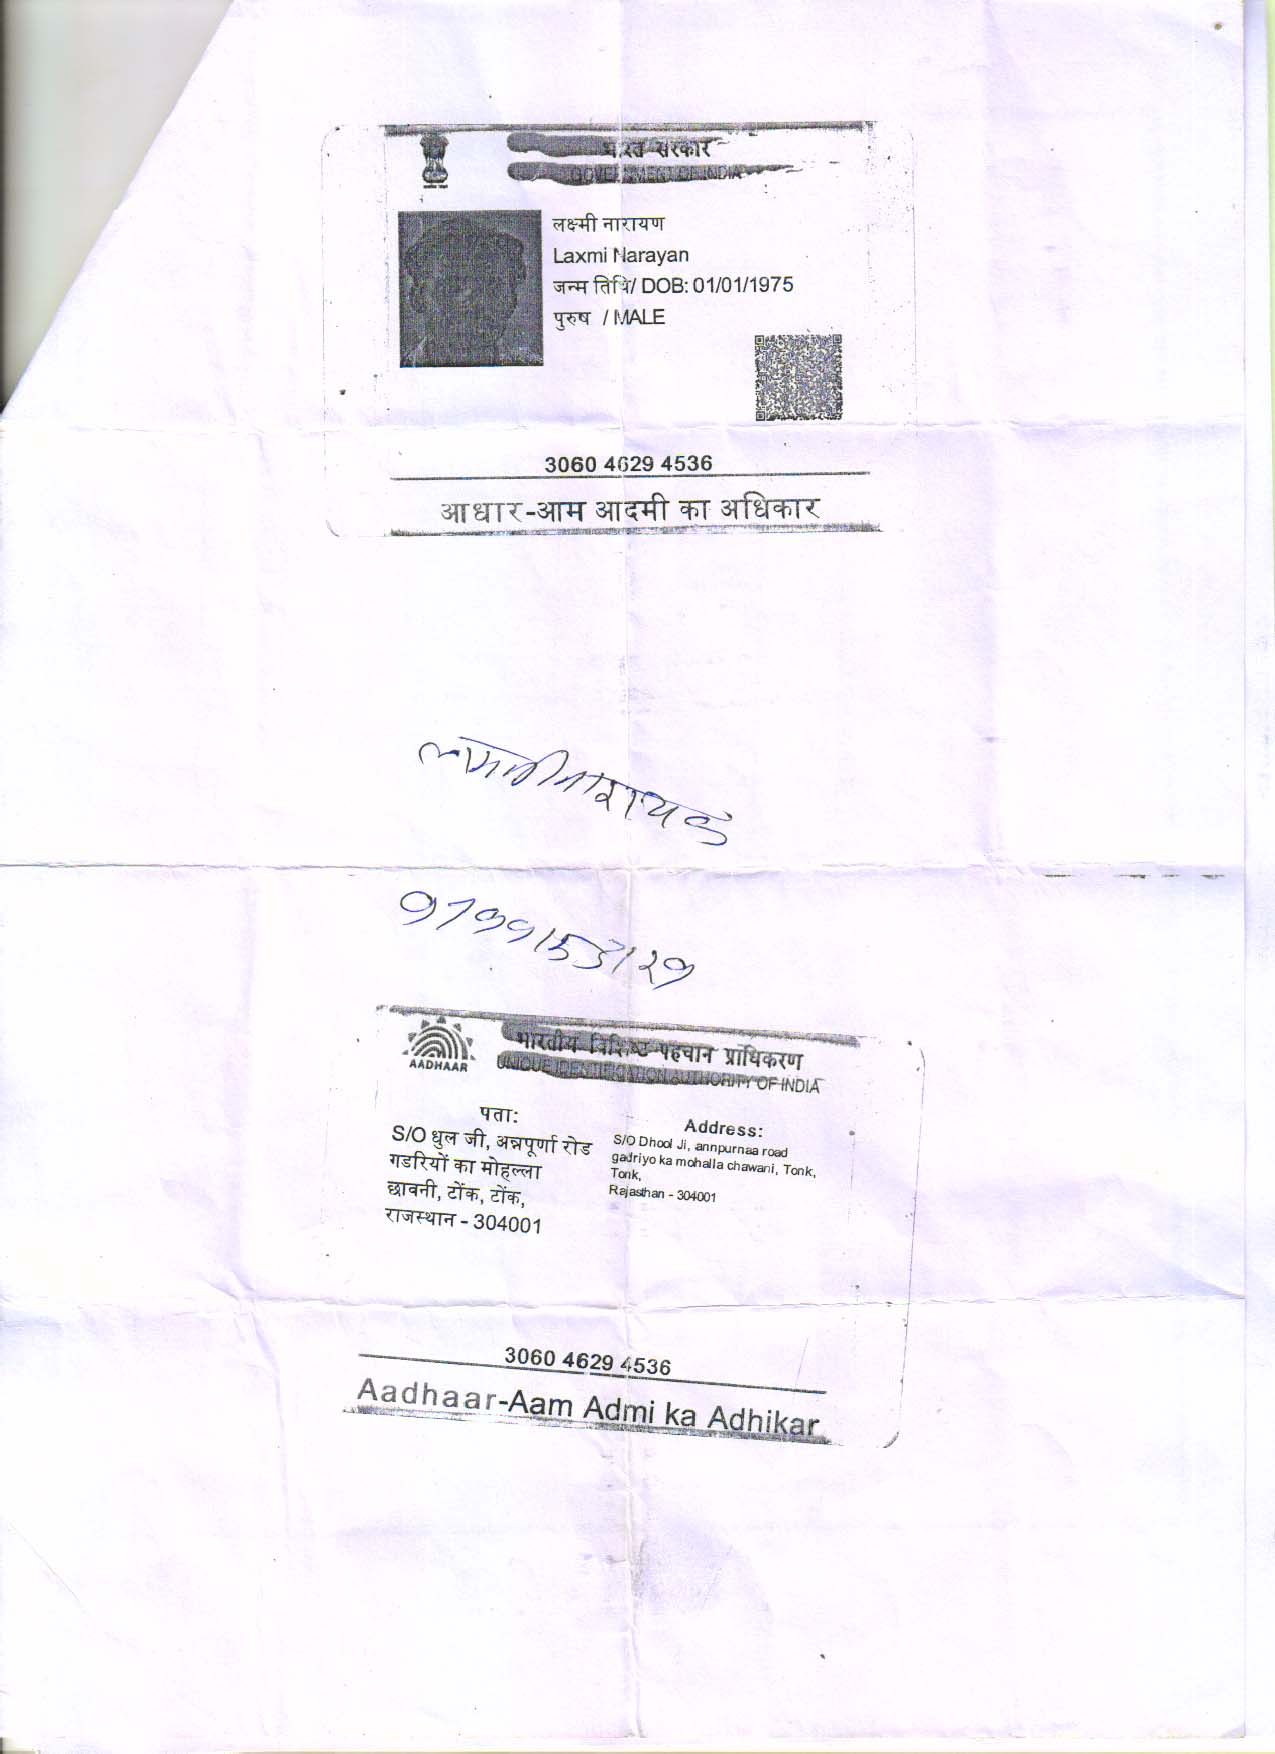 भारत सरकार
GOVERNMENT OF INDIA
लक्ष्मी नारायण
Laxmi Narayan
जन्म तिथि/ DOB: 01/01/1975
पुरुष / MALE
3060 4629 4536
आधार-आम आदमी का अधिकार
9799153129
AADHAAR
भारतीय विशिष्ट पहचान प्राधिकरण
UNIQUE IDENTIFICATION AUTHORITY OF INDIA
पता:
S/O धुल जी, अन्नपूर्णा रोड
गडरियों का मोहल्ला
छावनी, टोंक, टोंक,
राजस्थान - 304001
Address:
S/O Dhool Ji, annpurnaa road
gadriyo ka mohalla chawani, Tonk,
Tonk,
Rajasthan - 304001
3060 4629 4536
Aadhaar-Aam Admi ka Adhikar